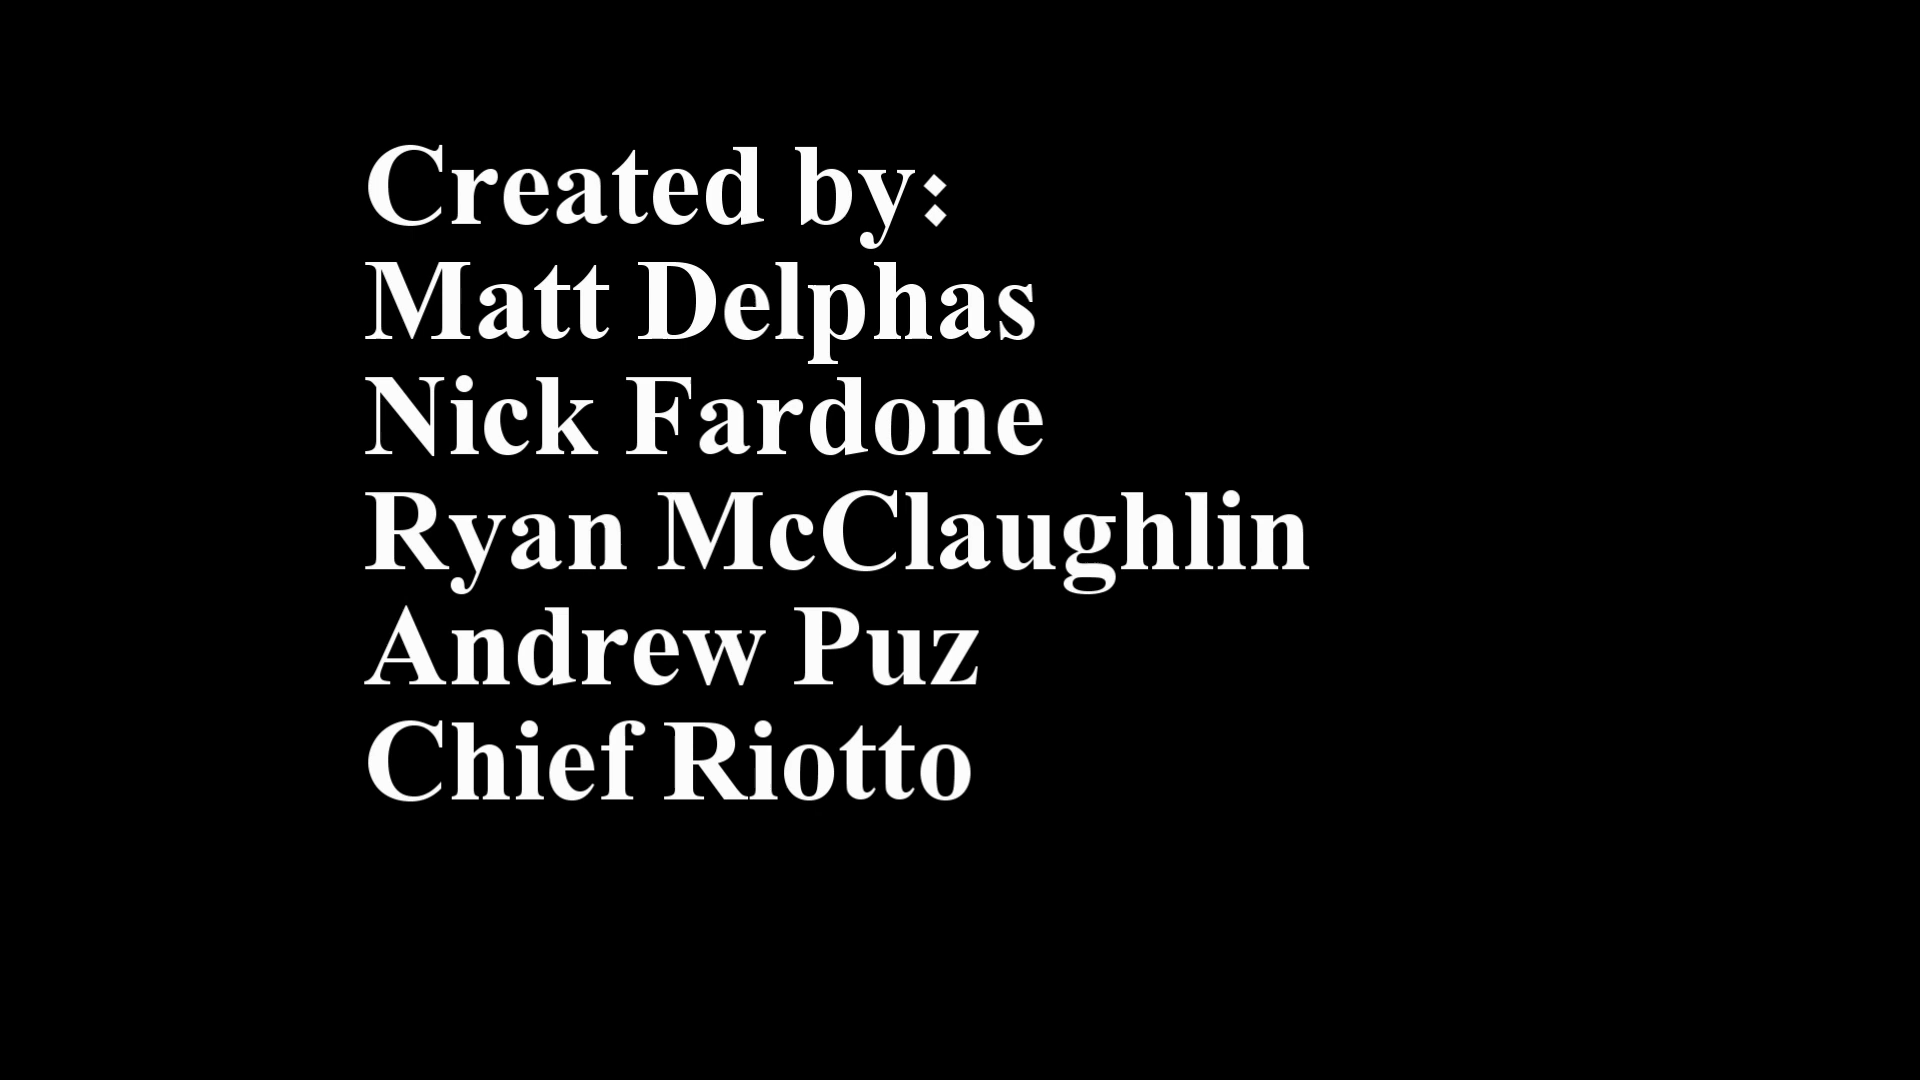 Created by:
Matt Delphas
Nick Fardone
Ryan McClaughlin
Andrew Puz
Chief Riotto